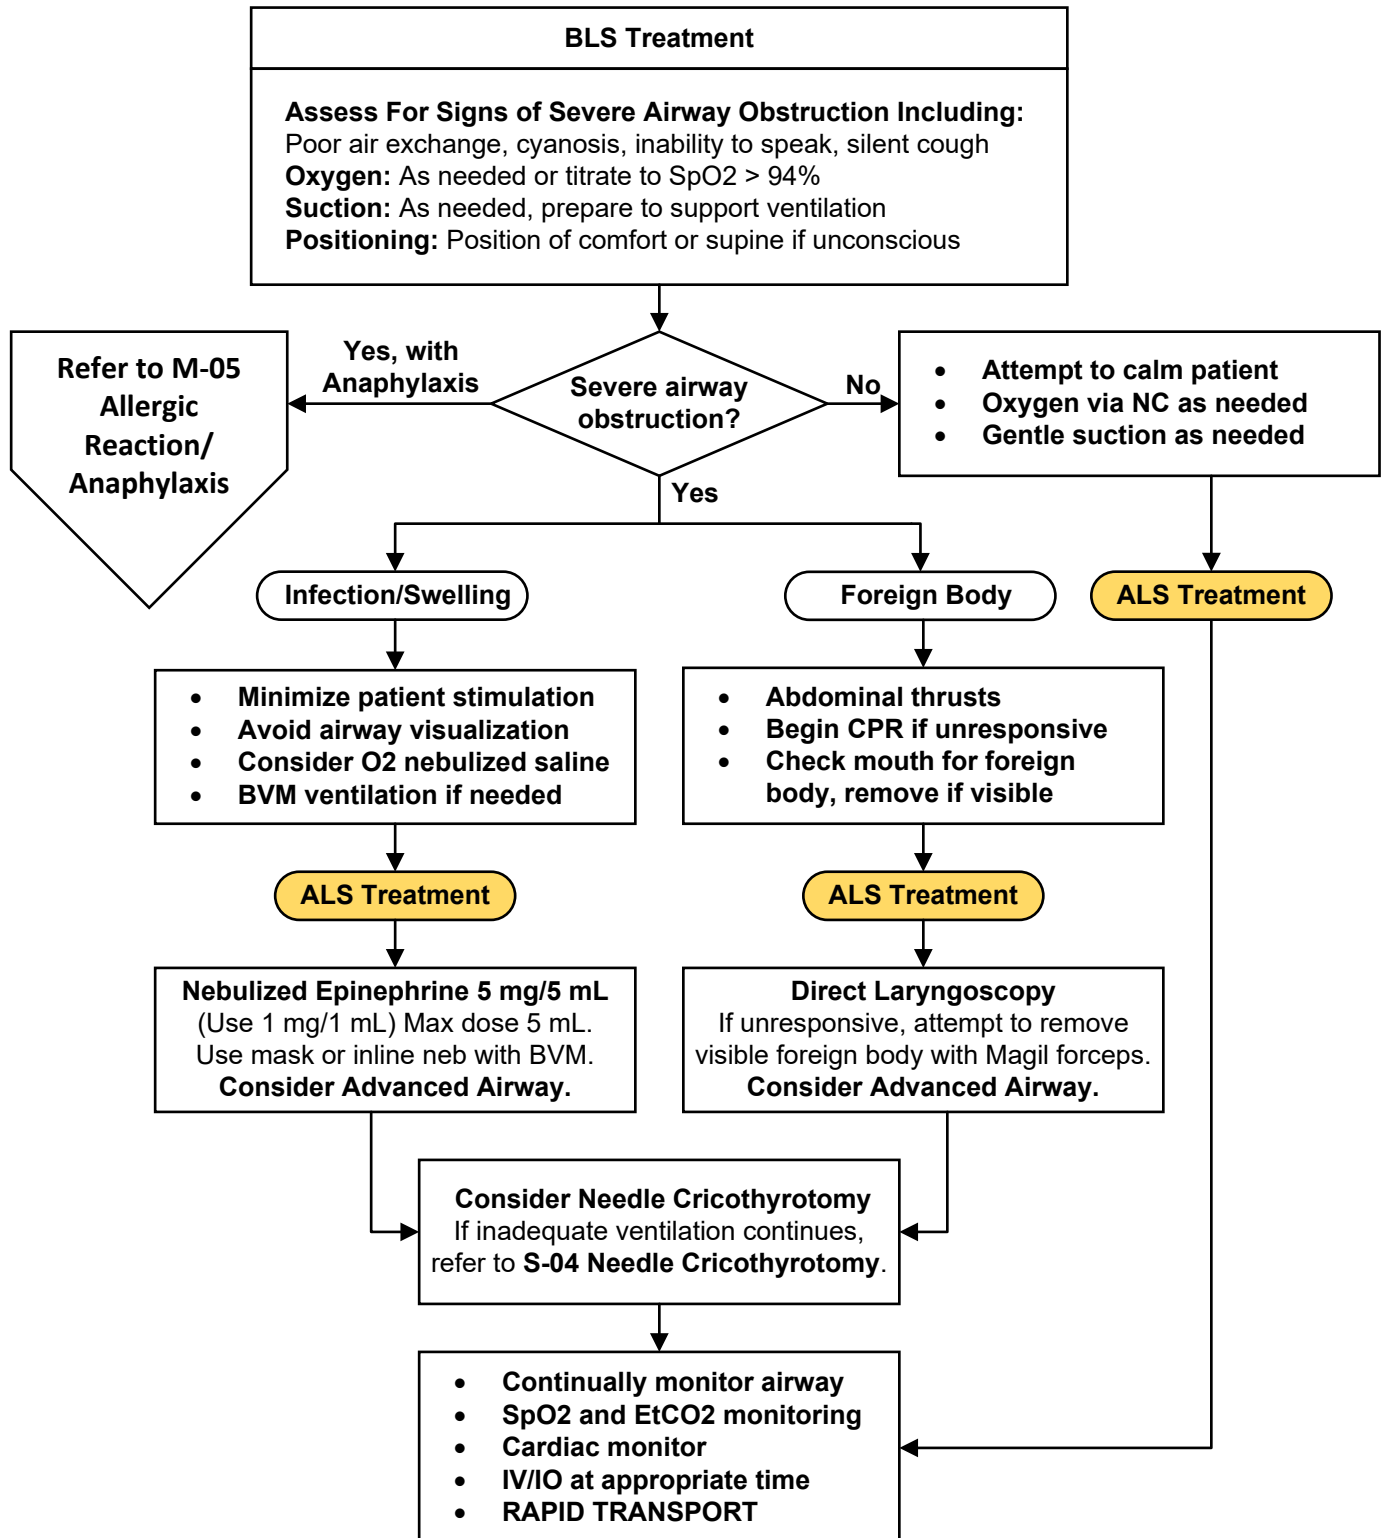 BLS Treatment
Assess For Signs of Severe Airway Obstruction Including:
Poor air exchange, cyanosis, inability to speak, silent cough
Oxygen: As needed or titrate to SpO2 > 94%
Suction: As needed, prepare to support ventilation
Positioning: Position of comfort or supine if unconscious
Refer to M-05
Allergic
Reaction/
Anaphylaxis
Yes, with
Anaphylaxis
Severe airway
obstruction?
No
• Attempt to calm patient
• Oxygen via NC as needed
• Gentle suction as needed
Yes
Infection/Swelling
Foreign Body
ALS Treatment
• Minimize patient stimulation
• Avoid airway visualization
• Consider O2 nebulized saline
• BVM ventilation if needed
• Abdominal thrusts
• Begin CPR if unresponsive
• Check mouth for foreign
body, remove if visible
ALS Treatment
ALS Treatment
Nebulized Epinephrine 5 mg/5 mL
(Use 1 mg/1 mL) Max dose 5 mL.
Use mask or inline neb with BVM.
Consider Advanced Airway.
Direct Laryngoscopy
If unresponsive, attempt to remove
visible foreign body with Magil forceps.
Consider Advanced Airway.
Consider Needle Cricothyrotomy
If inadequate ventilation continues,
refer to S-04 Needle Cricothyrotomy.
• Continually monitor airway
• SpO2 and EtCO2 monitoring
• Cardiac monitor
• IV/IO at appropriate time
• RAPID TRANSPORT